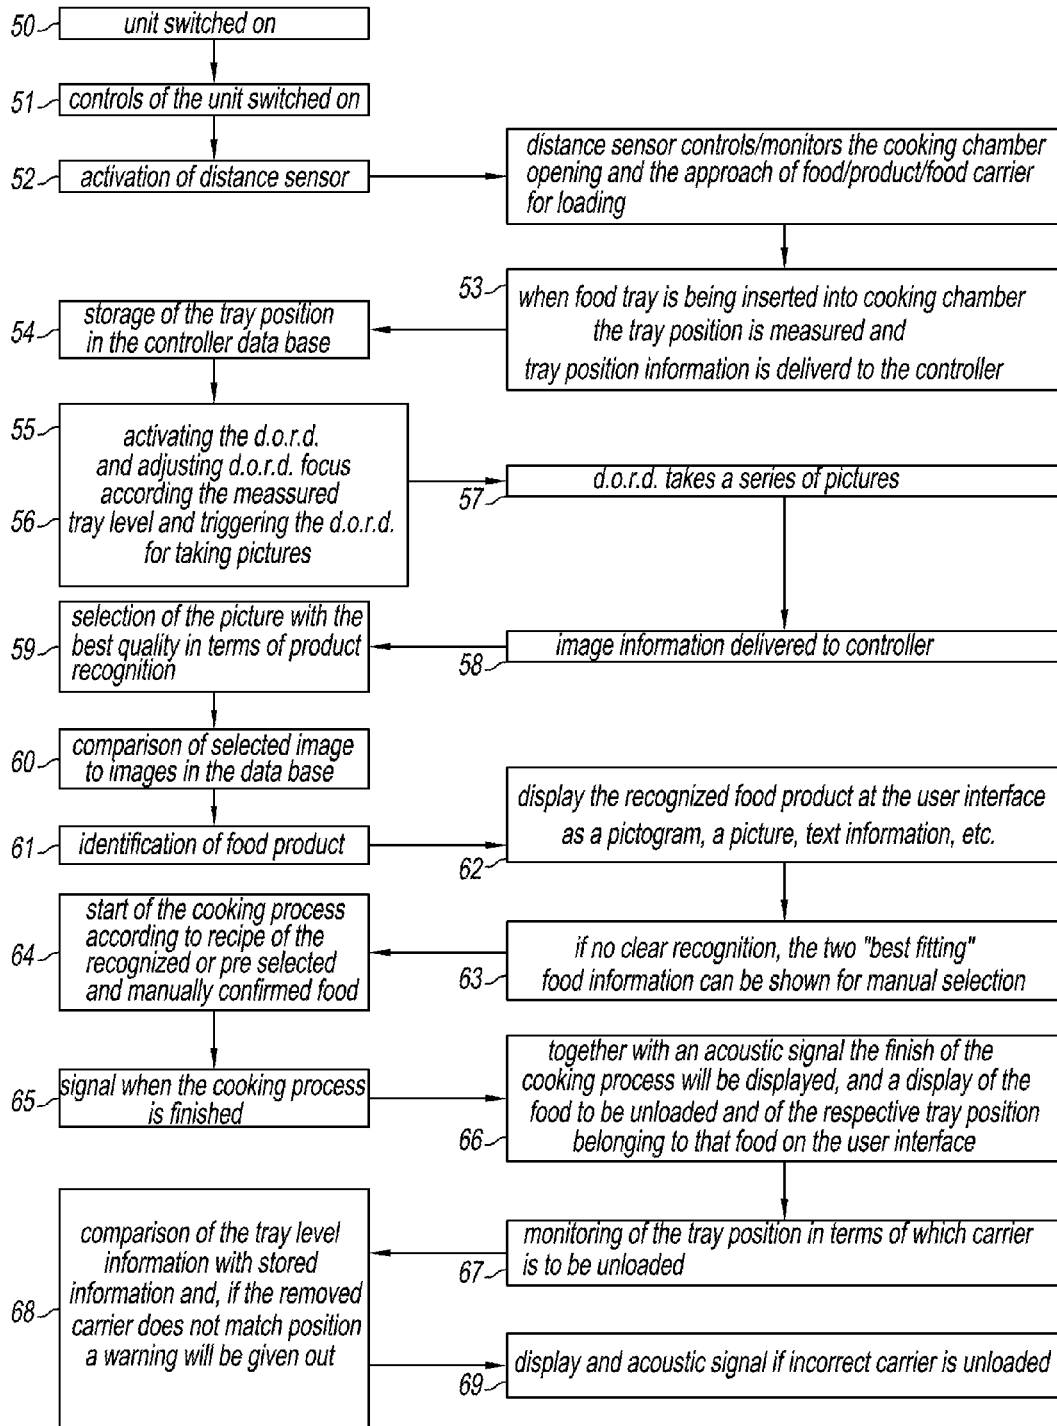 50
unit switched on
51
controls of the unit switched on
52
activation of distance sensor
distance sensor controls/monitors the cooking chamber
opening and the approach of food/product/food carrier
for loading
53
when food tray is being inserted into cooking chamber
the tray position is measured and
tray position information is deliverd to the controller
54
storage of the tray position
in the controller data base
55
56
activating the d.o.r.d.
and adjusting d.o.r.d. focus
according the meassured
tray level and triggering the d.o.r.d.
for taking pictures
57
d.o.r.d. takes a series of pictures
58
image information delivered to controller
59
selection of the picture with the
best quality in terms of product
recognition
60
comparison of selected image
to images in the data base
61
identification of food product
62
display the recognized food product at the user interface
as a pictogram, a picture, text information, etc.
63
if no clear recognition, the two "best fitting"
food information can be shown for manual selection
64
start of the cooking process
according to recipe of the
recognized or pre selected
and manually confirmed food
65
signal when the cooking process
is finished
66
together with an acoustic signal the finish of the
cooking process will be displayed, and a display of the
food to be unloaded and of the respective tray position
belonging to that food on the user interface
67
monitoring of the tray position in terms of which carrier
is to be unloaded
68
comparison of the tray level
information with stored
information and, if the removed
carrier does not match position
a warning will be given out
69
display and acoustic signal if incorrect carrier is unloaded